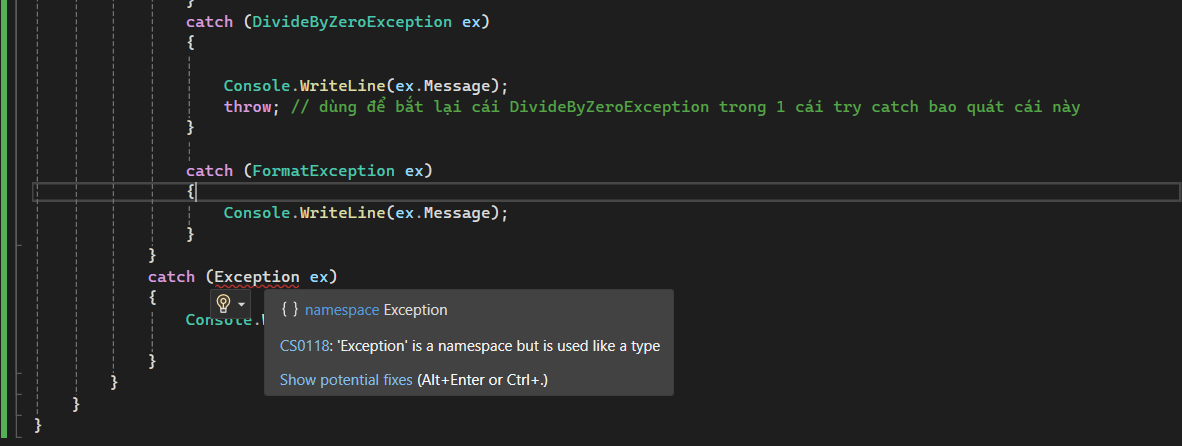 }
catch (DivideByZeroException ex)
{
Console.WriteLine(ex.Message);
throw; // dùng để bắt lại cái DivideByZeroException trong 1 cái try catch bao quát cái này
}
catch (FormatException ex)
{
Console.WriteLine(ex.Message);
}
}
catch (Exception ex)
{
{ } namespace Exception
Console.
CS0118: 'Exception' is a namespace but is used like a type
}
Show potential fixes (Alt+Enter or Ctrl+.)
}
}
}